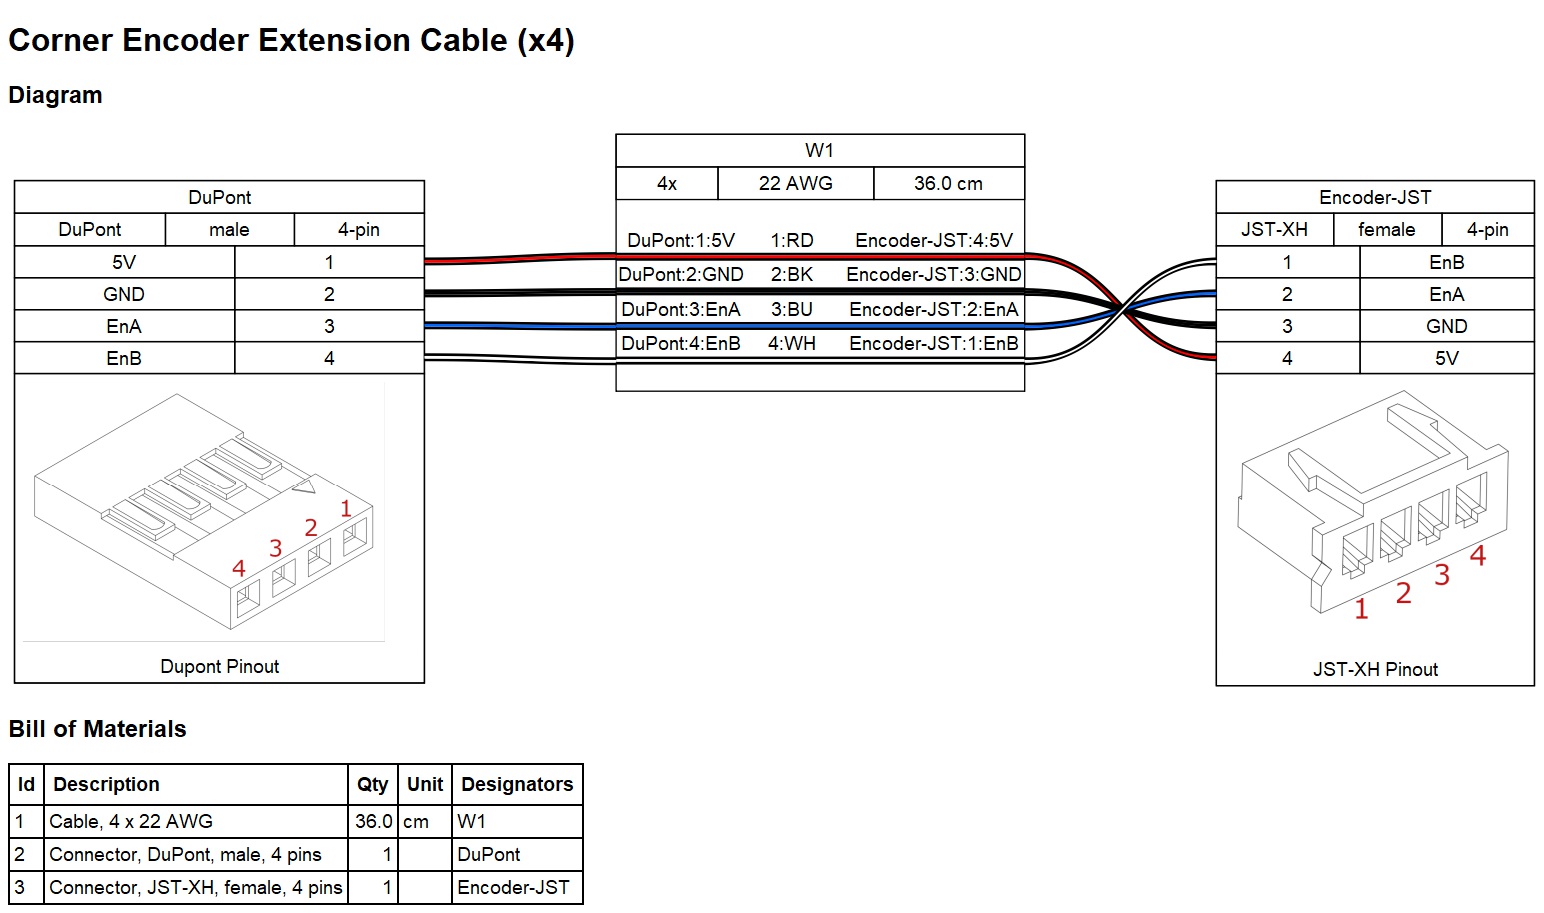 Corner Encoder Extension Cable (x4)
Diagram
DuPont
DuPont male 4-pin
5V 1
GND 2
EnA 3
EnB 4
4 3 2 1
Dupont Pinout
W1
4x 22 AWG 36.0 cm
DuPont:1:5V 1:RD Encoder-JST:4:5V
DuPont:2:GND 2:BK Encoder-JST:3:GND
DuPont:3:EnA 3:BU Encoder-JST:2:EnA
DuPont:4:EnB 4:WH Encoder-JST:1:EnB
Encoder-JST
JST-XH female 4-pin
1 EnB
2 EnA
3 GND
4 5V
1 2 3 4
JST-XH Pinout
Bill of Materials
Id Description Qty Unit Designators
1 Cable, 4 x 22 AWG 36.0 cm W1
2 Connector, DuPont, male, 4 pins 1 DuPont
3 Connector, JST-XH, female, 4 pins 1 Encoder-JST